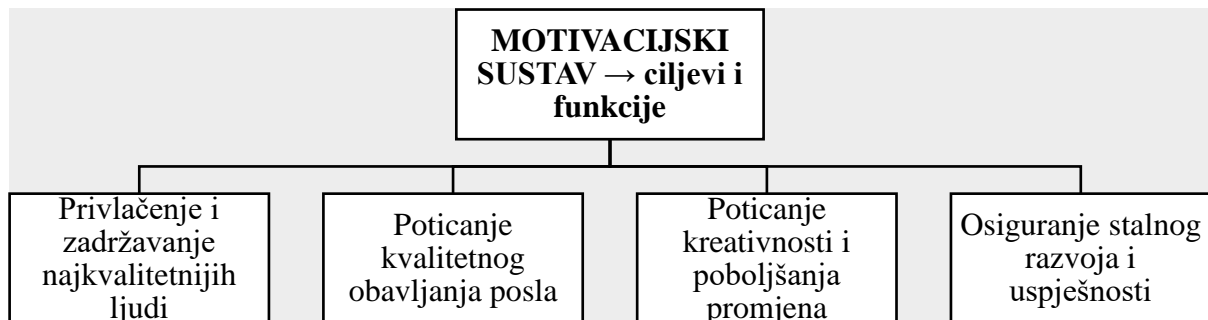 MOTIVACIJSKI
SUSTAV → ciljevi i
funkcije
Privlačenje i
zadržavanje
najkvalitetnijih
ljudi
Poticanje
kvalitetnog
obavljanja posla
Poticanje
kreativnosti i
poboljšanja
promjena
Osiguranje stalnog
razvoja i
uspješnosti